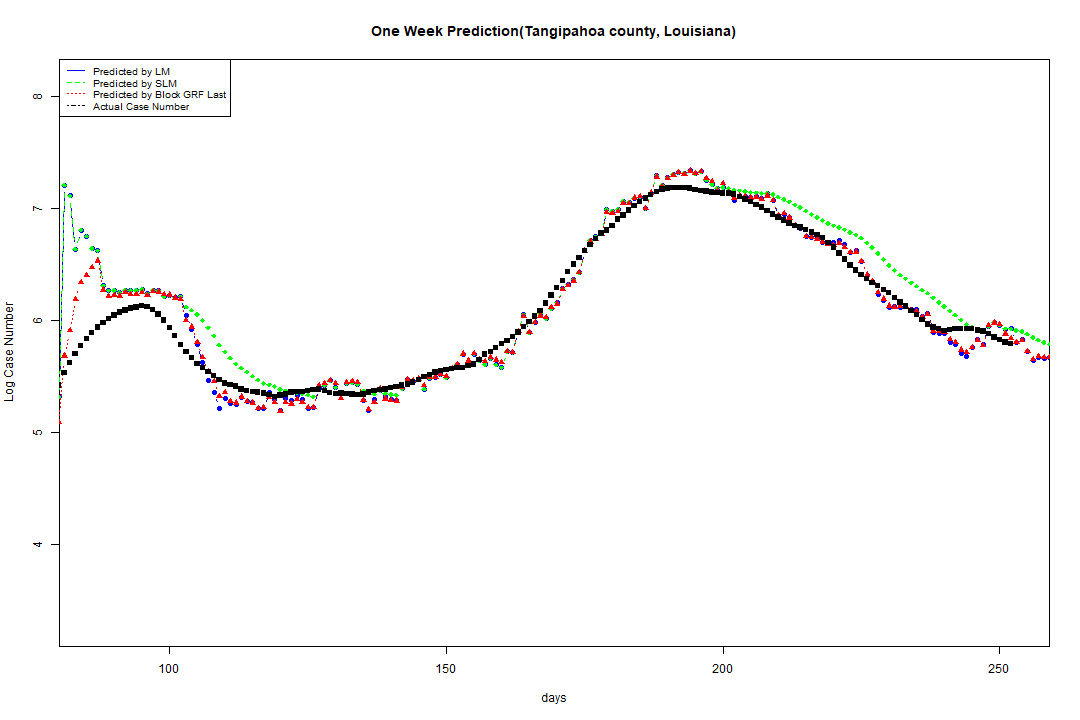 One Week Prediction(Tangipahoa county, Louisiana)
Predicted by LM
Predicted by SLM
Predicted by Block GRF Last
Actual Case Number
Log Case Number
8
7
6
5
4
100
150
200
250
days